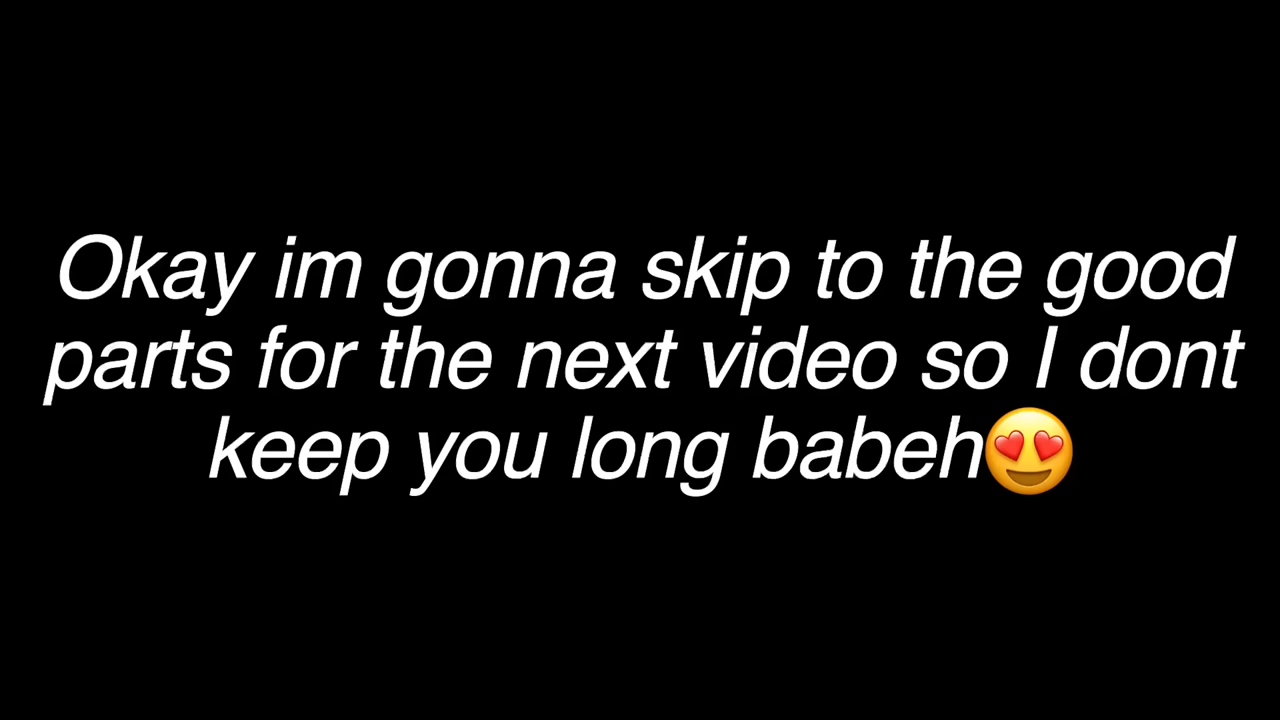 Okay im gonna skip to the good
parts for the next video so I dont
keep you long babeh😍